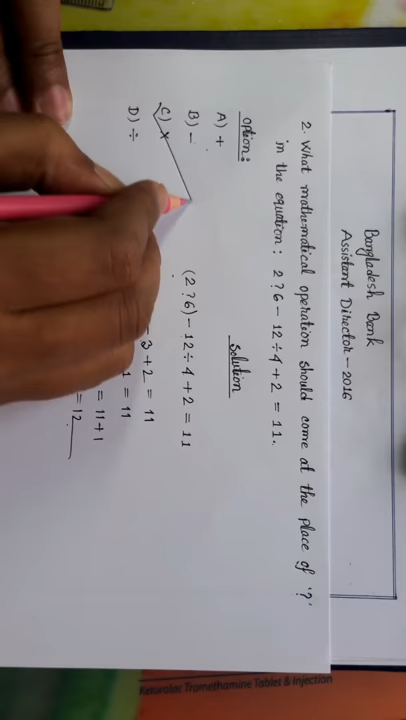 Bangladesh Bank
Assistant Director – 2016
2. What mathematical operation should come at the place of '?'
in the equation : 2 ? 6 – 12 ÷ 4 + 2 = 11.
option:
A) +
B) –
C) ×
D) ÷
Solution
(2 ? 6) – 12 ÷ 4 + 2 = 11
– 3 + 2 = 11
1 = 11
= 11 + 1
= 12
Ketorolac Tromethamine Tablet & Injection